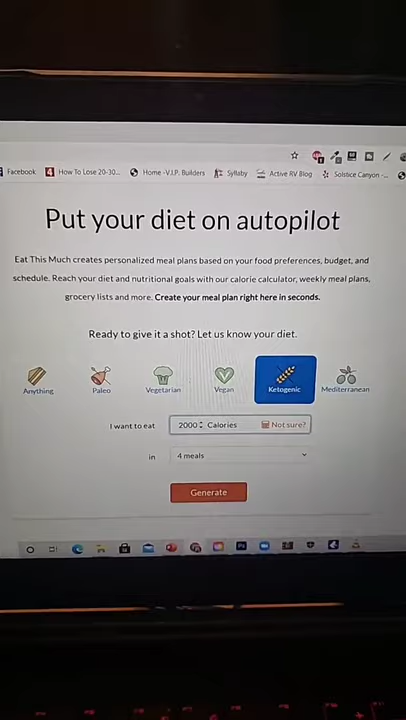 Facebook
How To Lose 20-30...
Home -V.I.P. Builders
Syllaby
Active RV Blog
Solstice Canyon -...
Put your diet on autopilot
Eat This Much creates personalized meal plans based on your food preferences, budget, and
schedule. Reach your diet and nutritional goals with our calorie calculator, weekly meal plans,
grocery lists and more. Create your meal plan right here in seconds.
Ready to give it a shot? Let us know your diet.
Anything
Paleo
Vegetarian
Vegan
Ketogenic
Mediterranean
I want to eat 2000 Calories Not sure?
in 4 meals
Generate